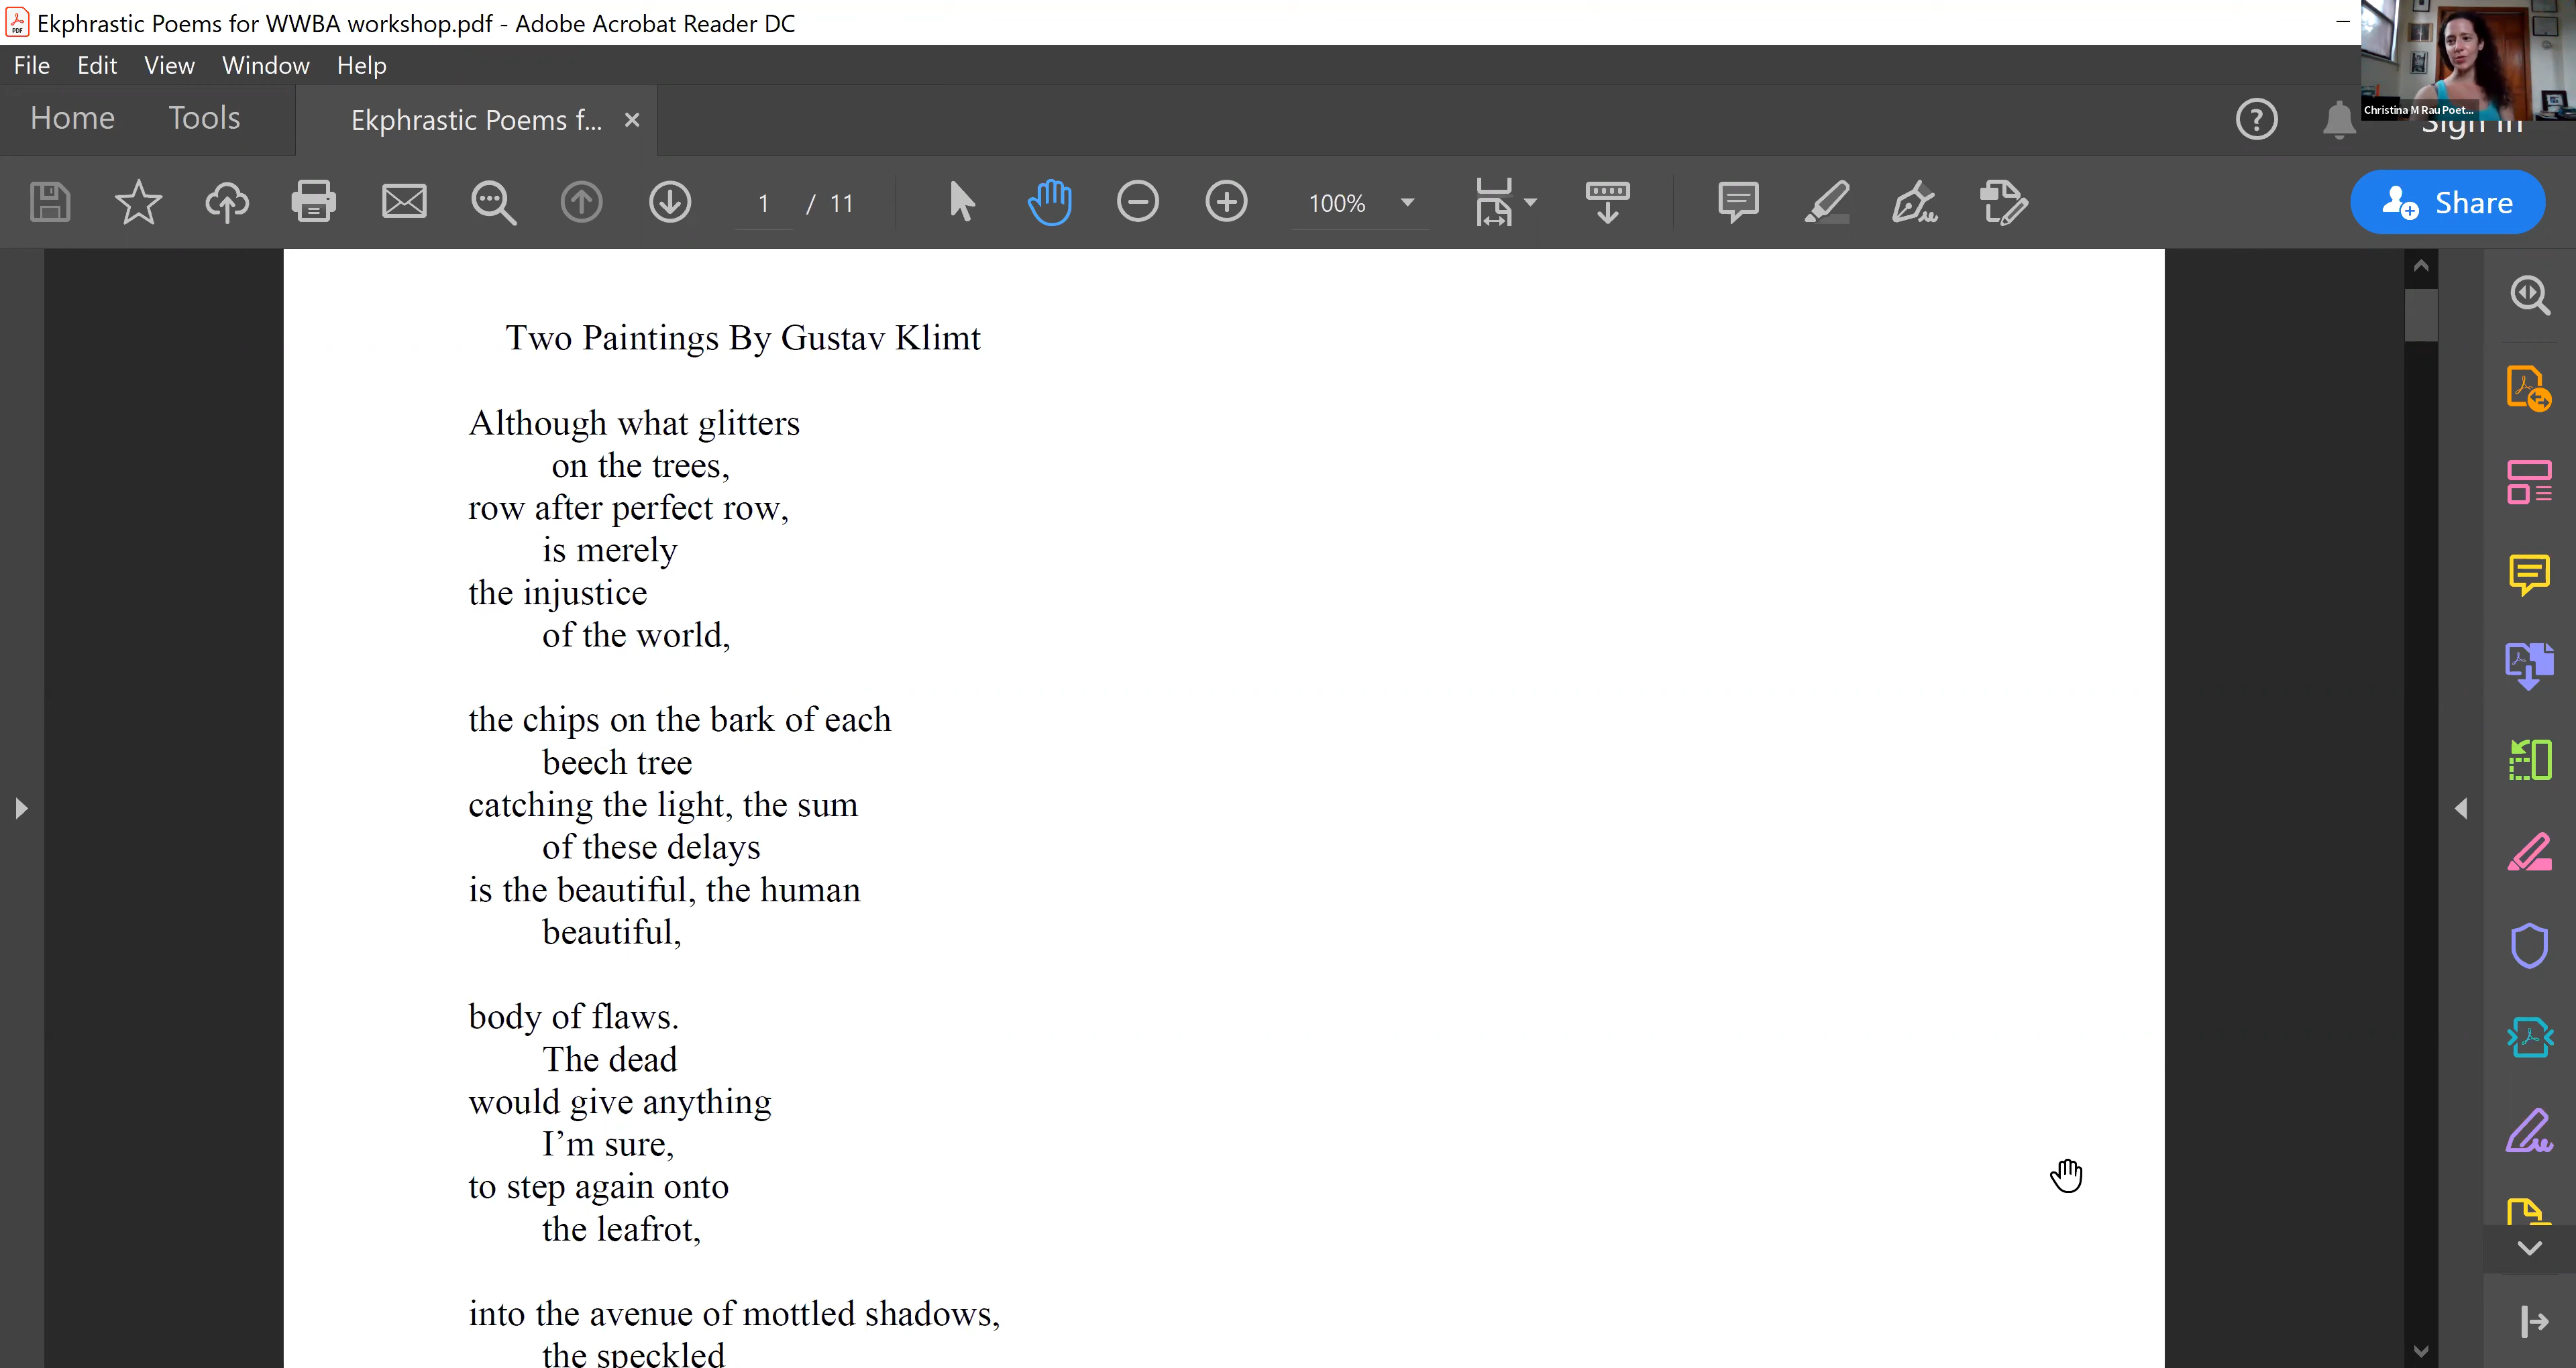 Ekphrastic Poems for WWBA workshop.pdf - Adobe Acrobat Reader DC
File Edit View Window Help
Christina M Rau Poet...
Home Tools Ekphrastic Poems f...
Sign In
1 / 11 100% Share
Two Paintings By Gustav Klimt
Although what glitters
on the trees,
row after perfect row,
is merely
the injustice
of the world,
the chips on the bark of each
beech tree
catching the light, the sum
of these delays
is the beautiful, the human
beautiful,
body of flaws.
The dead
would give anything
I'm sure,
to step again onto
the leafrot,
into the avenue of mottled shadows,
the speckled